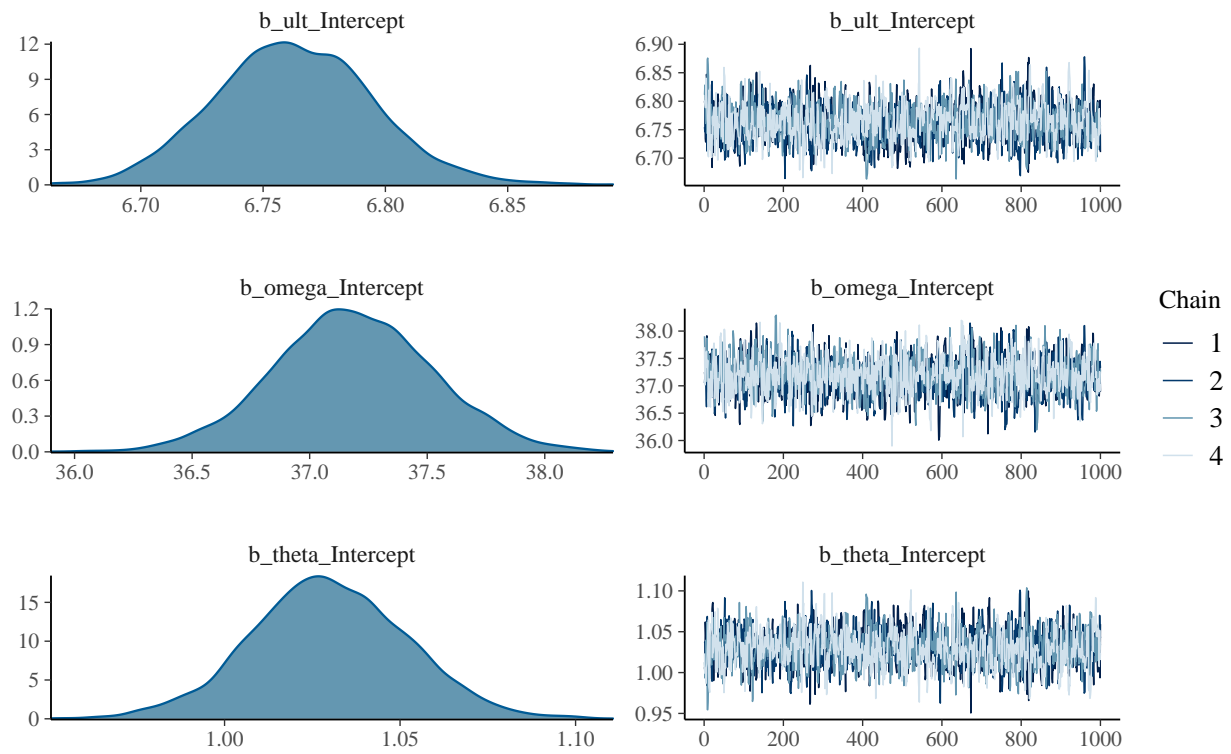 b_ult_Intercept
12
9
6
3
0
6.70 6.75 6.80 6.85
b_ult_Intercept
6.90
6.85
6.80
6.75
6.70
0 200 400 600 800 1000
b_omega_Intercept
1.2
0.9
0.6
0.3
0.0
36.0 36.5 37.0 37.5 38.0
b_omega_Intercept
38.0
37.5
37.0
36.5
36.0
0 200 400 600 800 1000
b_theta_Intercept
15
10
5
0
1.00 1.05 1.10
b_theta_Intercept
1.10
1.05
1.00
0.95
0 200 400 600 800 1000
Chain
1
2
3
4